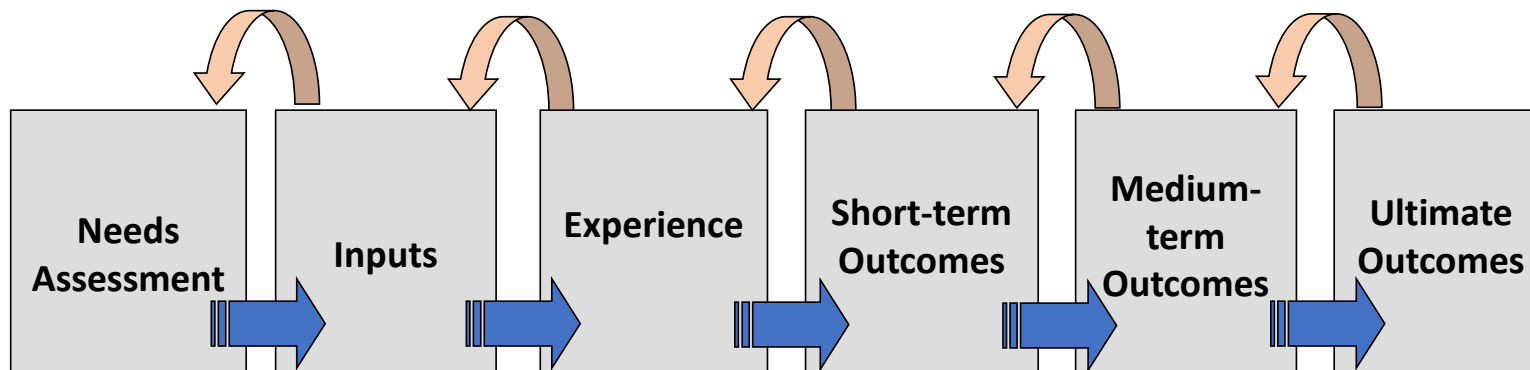 Needs
Assessment
Inputs
Experience
Short-term
Outcomes
Medium-
term
Outcomes
Ultimate
Outcomes